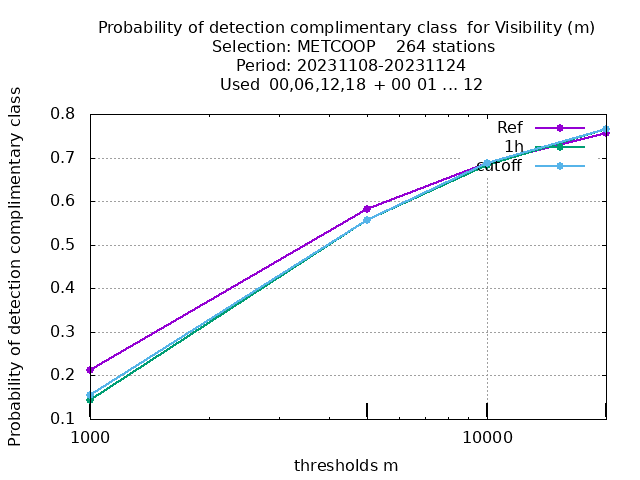 Probability of detection complimentary class  for Visibility (m)
Selection: METCOOP    264 stations
Period: 20231108-20231124
Used  00,06,12,18  + 00 01 ... 12
Probability of detection complimentary class
0.8
0.7
0.6
0.5
0.4
0.3
0.2
0.1
Ref
1h
cutoff
1000
10000
thresholds m